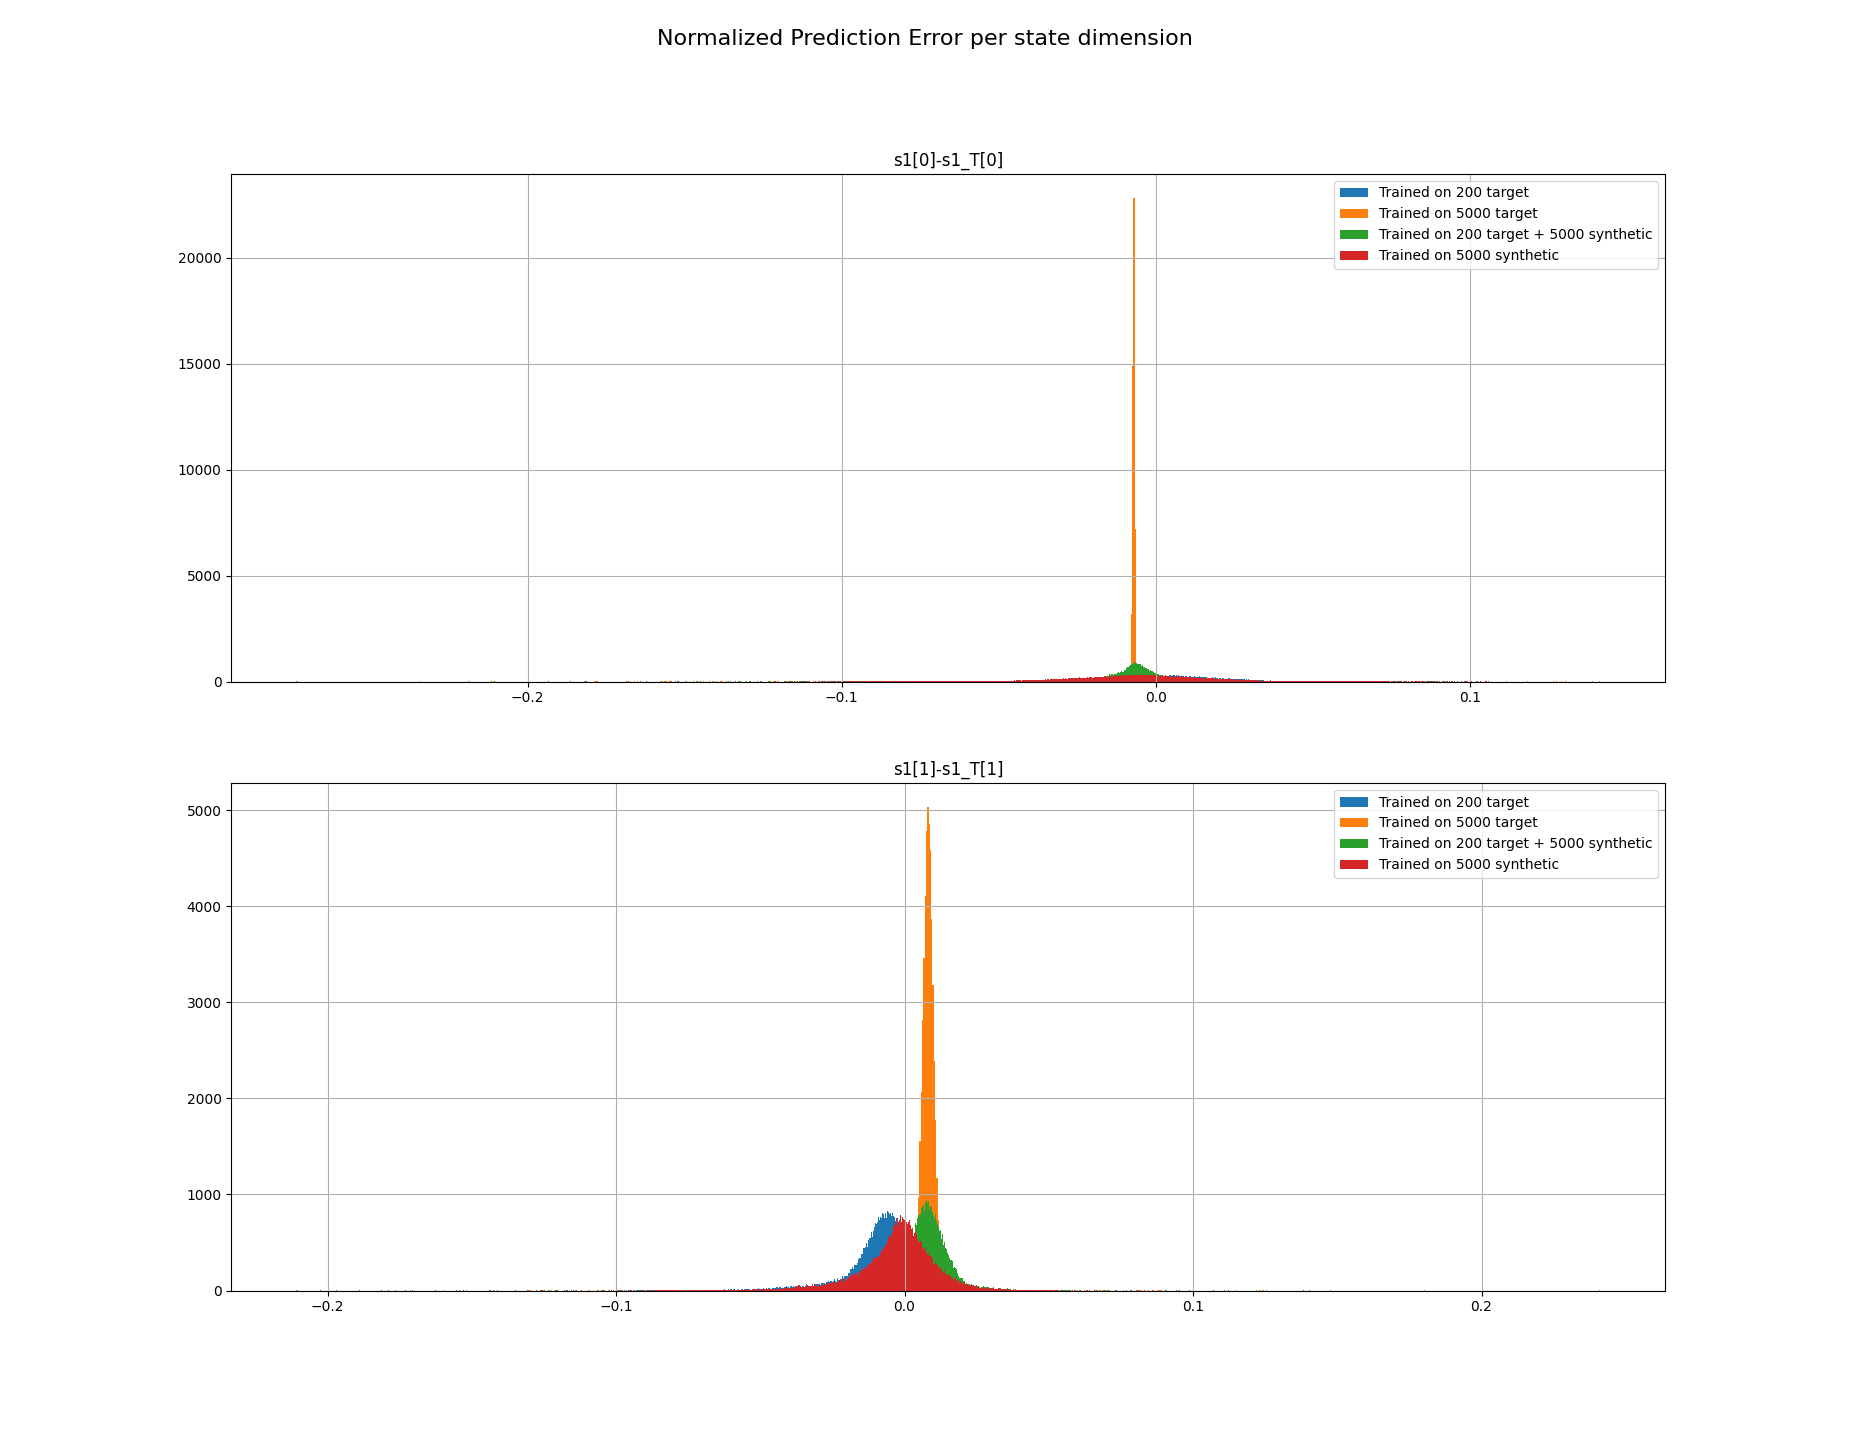 Normalized Prediction Error per state dimension
s1[0]-s1_T[0]
Trained on 200 target
Trained on 5000 target
Trained on 200 target + 5000 synthetic
Trained on 5000 synthetic
20000
15000
10000
5000
0
−0.2 −0.1 0.0 0.1
s1[1]-s1_T[1]
Trained on 200 target
Trained on 5000 target
Trained on 200 target + 5000 synthetic
Trained on 5000 synthetic
5000
4000
3000
2000
1000
0
−0.2 −0.1 0.0 0.1 0.2